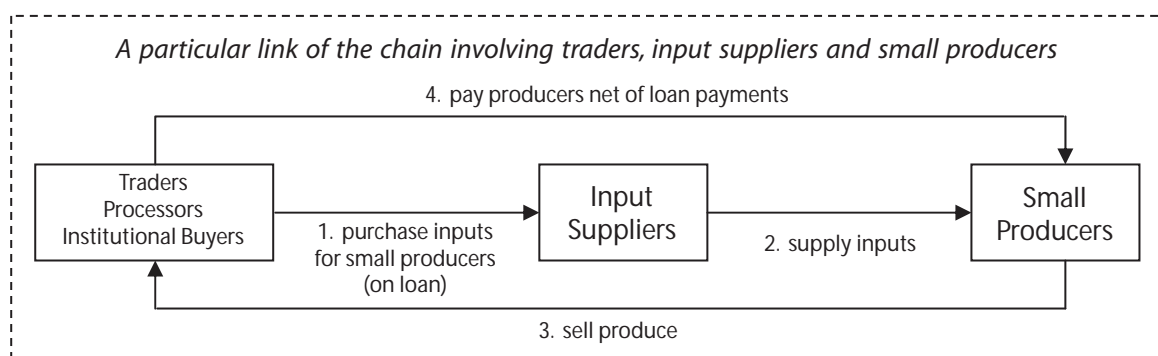 A particular link of the chain involving traders, input suppliers and small producers
4. pay producers net of loan payments
Traders
Processors
Institutional Buyers
1. purchase inputs
for small producers
(on loan)
Input
Suppliers
2. supply inputs
Small
Producers
3. sell produce